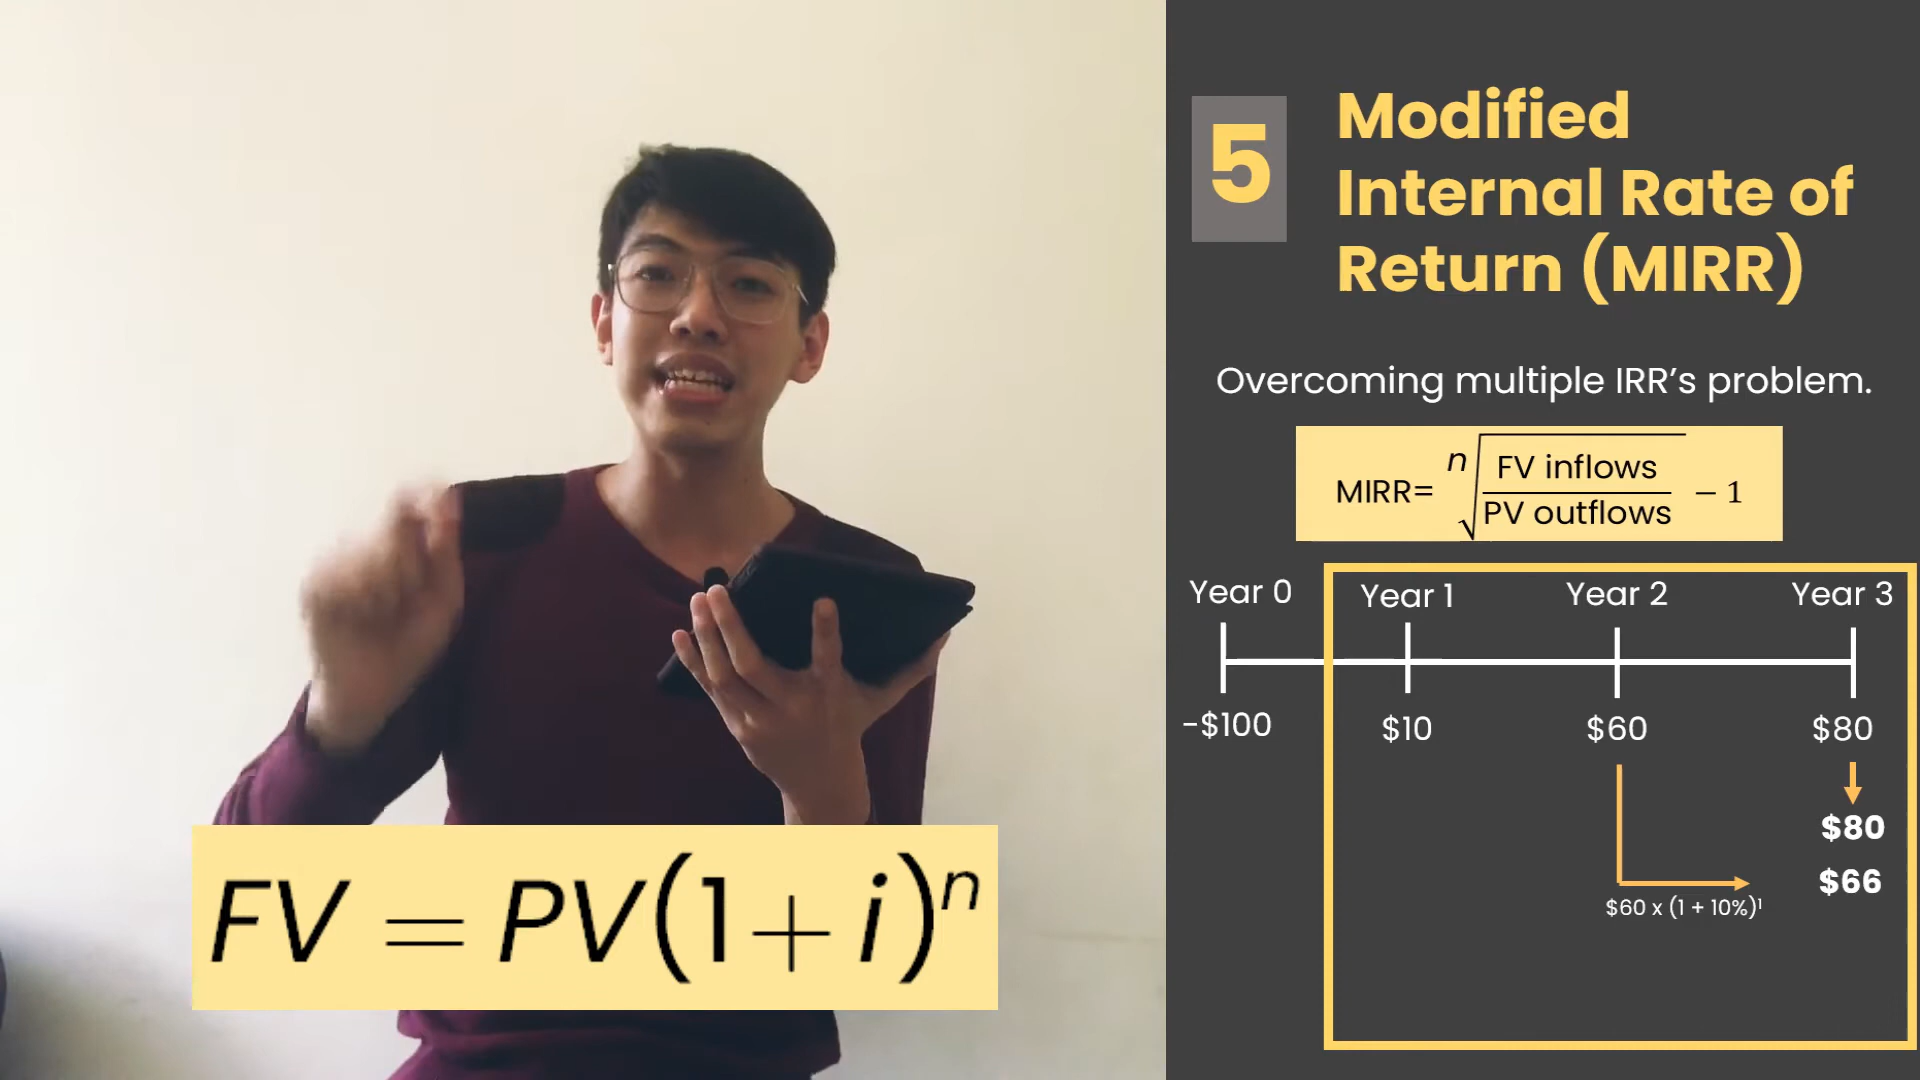 5
Modified
Internal Rate of
Return (MIRR)
Overcoming multiple IRR's problem.
MIRR= n√(FV inflows / PV outflows) − 1
Year 0 Year 1 Year 2 Year 3
-$100 $10 $60 $80
$80
$66
$60 x (1 + 10%)¹
FV = PV(1+i)ⁿ